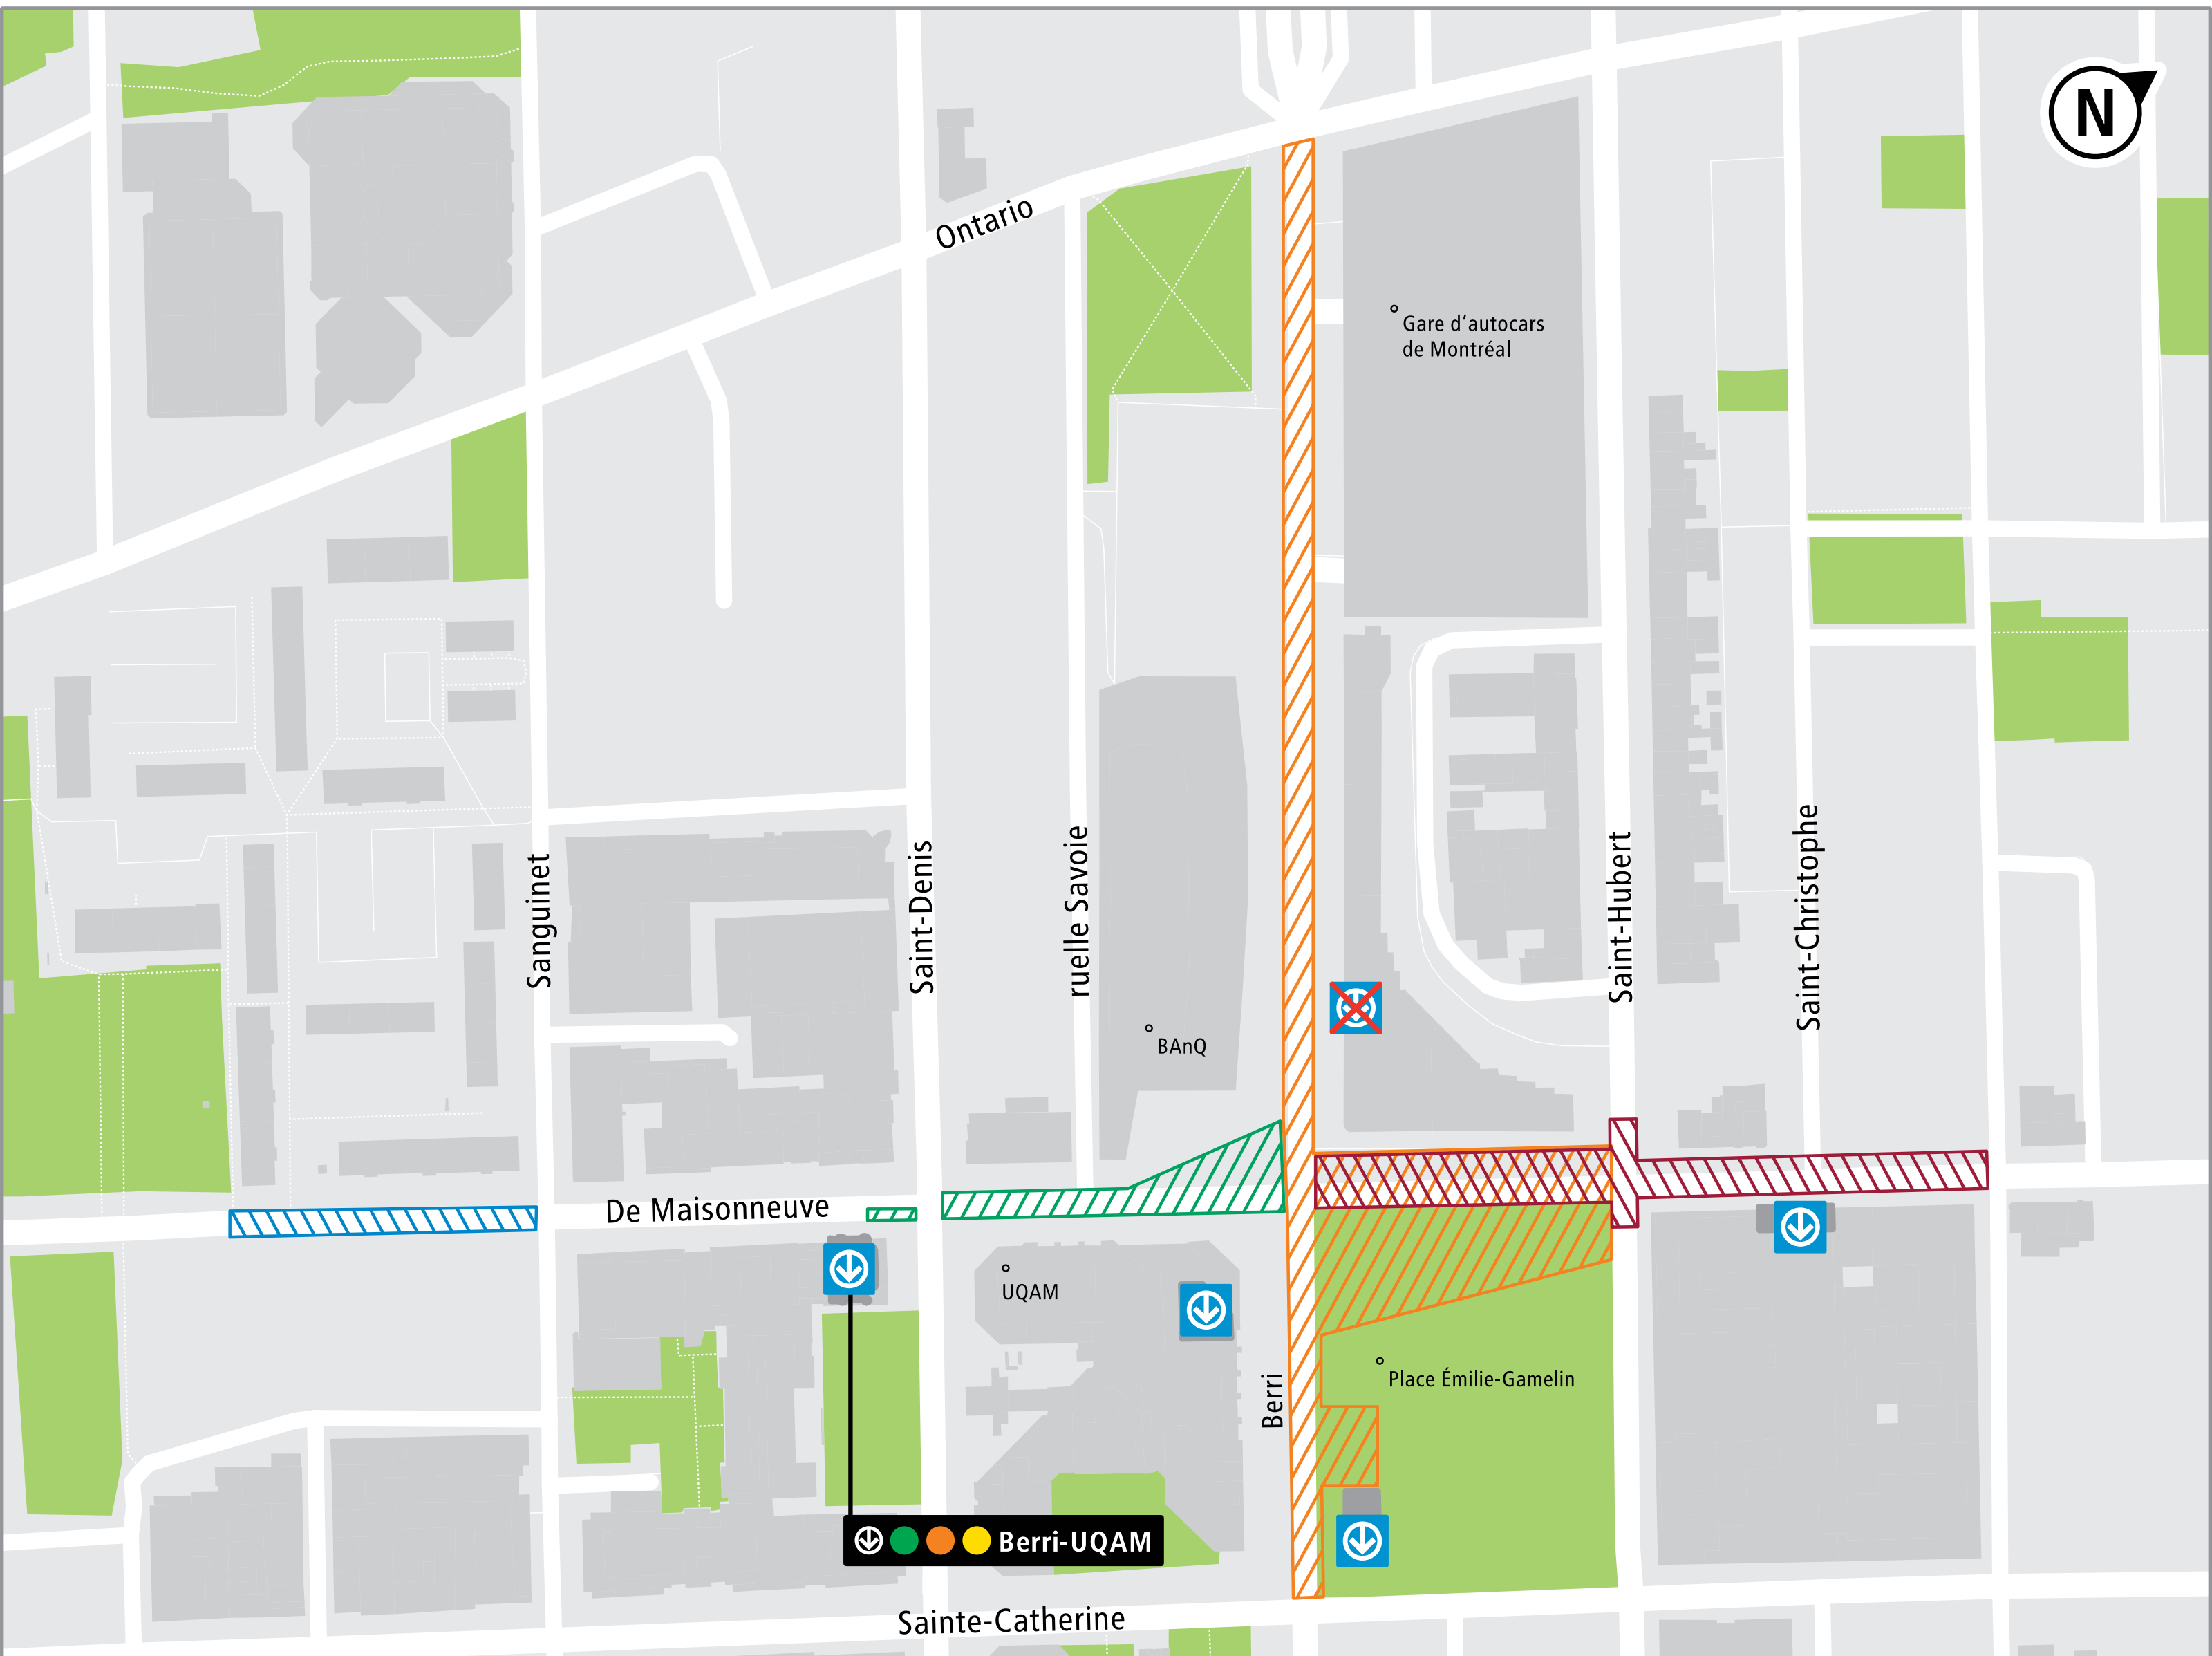 N
Ontario
Gare d'autocars
de Montréal
Sanguinet
Saint-Denis
ruelle Savoie
Saint-Hubert
Saint-Christophe
BAnQ
De Maisonneuve
UQAM
Place Émilie-Gamelin
Berri
Berri-UQAM
Sainte-Catherine